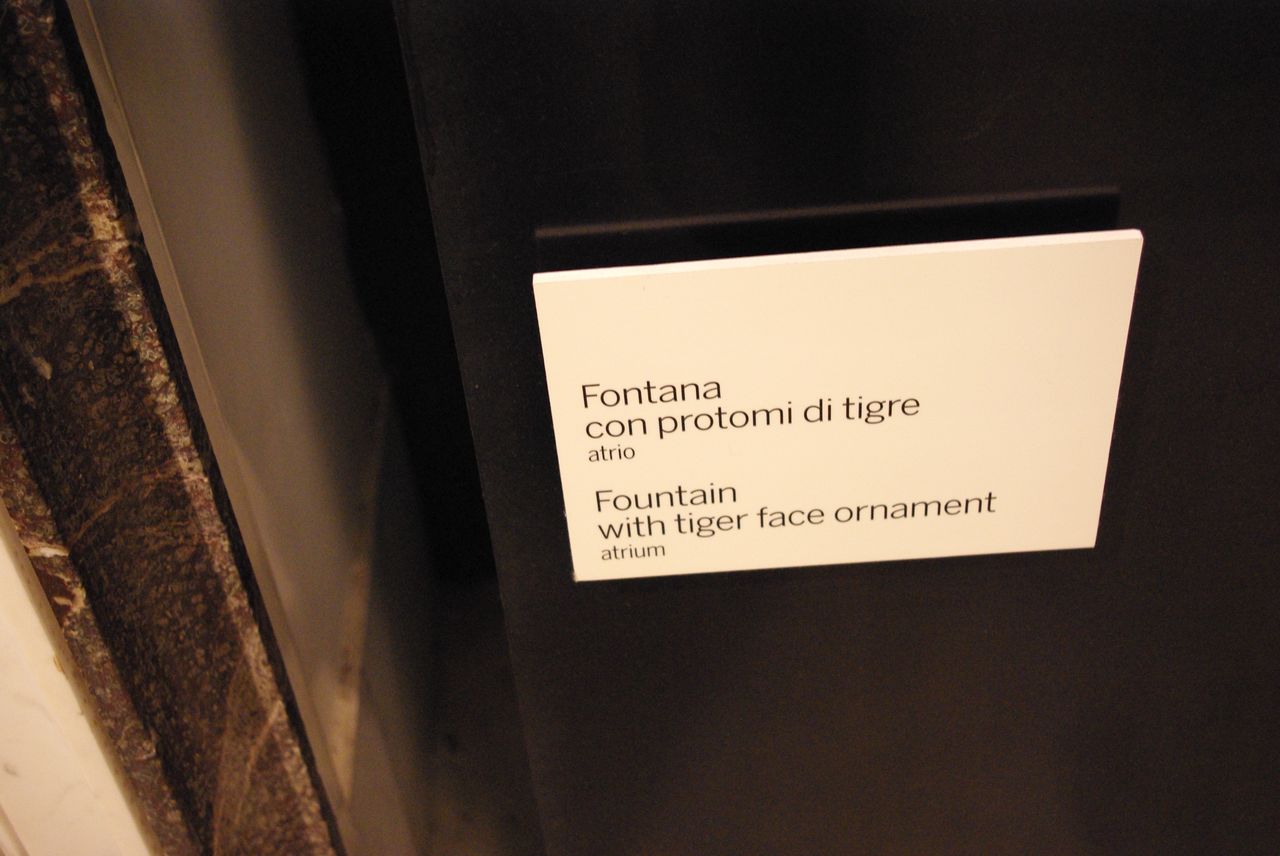 Fontana
con protomi di tigre
atrio
Fountain
with tiger face ornament
atrium